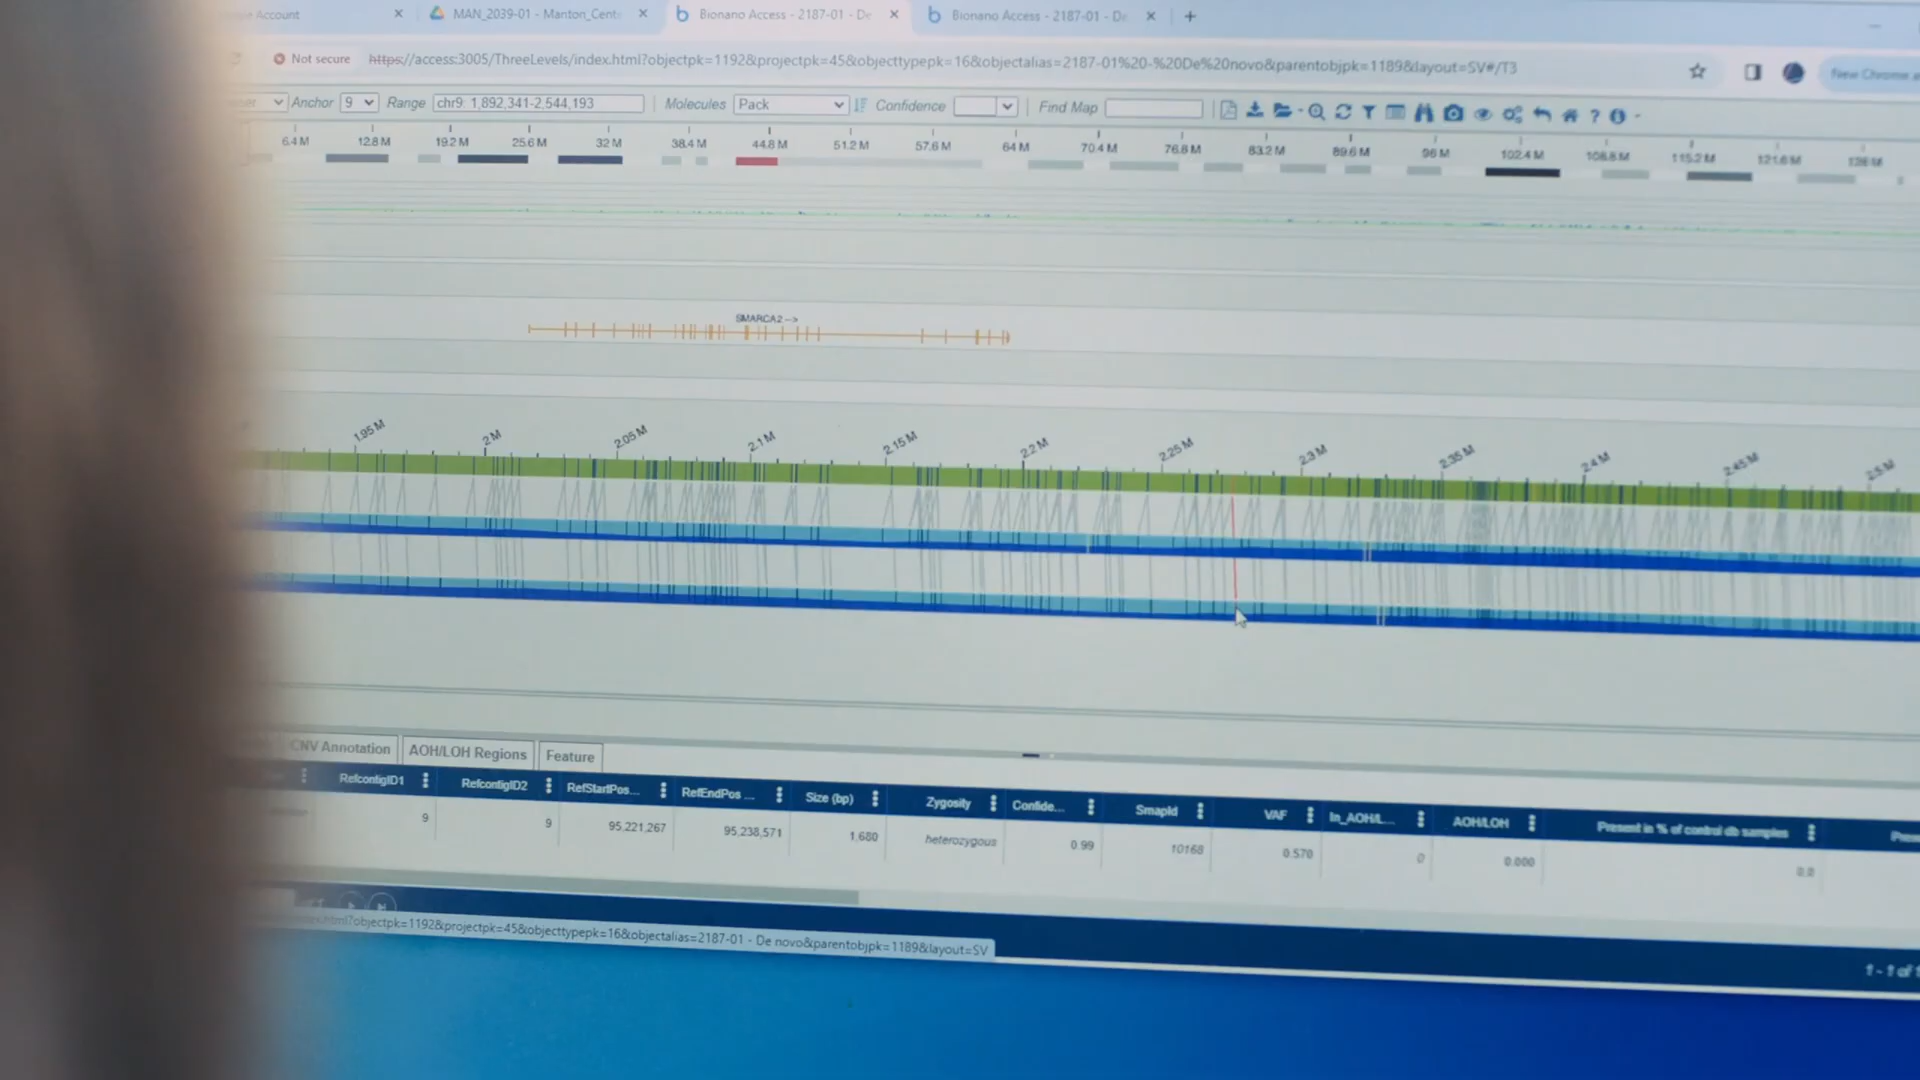 Account
MAN_2039-01 - Manton_Cent
Bionano Access - 2187-01 - De
Bionano Access - 2187-01 - De
Not secure https://access:3005/ThreeLevels/index.html?objectpk=1192&projectpk=45&objecttypepk=16&objectalias=2187-01%20-%20De%20novo&parentobjpk=1189&layout=SV#/T3
New Chrome a
Anchor 9 Range chr9: 1,892,341-2,544,193 Molecules Pack Confidence Find Map
6.4 M 12.8 M 19.2 M 25.6 M 32 M 38.4 M 44.8 M 51.2 M 57.6 M 64 M 70.4 M 76.8 M 83.2 M 89.6 M 96 M 102.4 M 108.8 M 115.2 M 121.6 M
SMARCA2 -->
1.95 M 2 M 2.05 M 2.1 M 2.15 M 2.2 M 2.25 M 2.3 M 2.35 M 2.4 M 2.45 M 2.5 M
CNV Annotation AOH/LOH Regions Feature
RefcontigID1 RefcontigID2 RefStartPos... RefEndPos ... Size (bp) Zygosity Confide... SmapId VAF In_AOH/L... AOH/LOH Present in % of control db samples
9 9 95,221,267 95,238,571 1,680 heterozygous 0.99 10168 0.570 0 0.000 0.0
index.html?objectpk=1192&projectpk=45&objecttypepk=16&objectalias=2187-01 - De novo&parentobjpk=1189&layout=SV
1 - 1 of 1